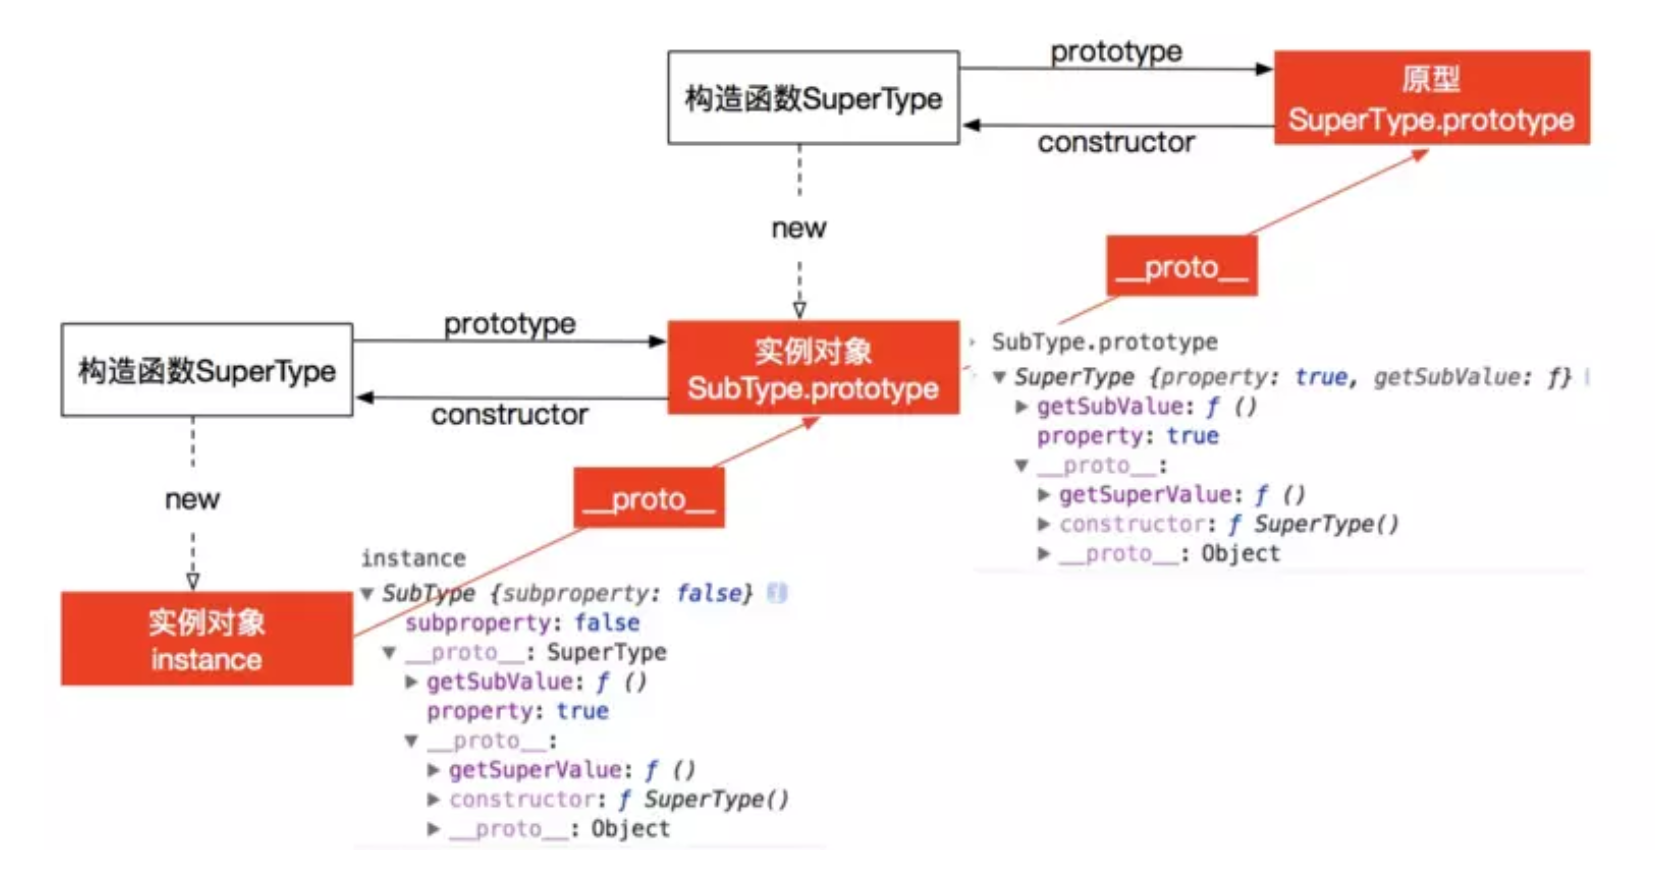 prototype
构造函数SuperType
原型
SuperType.prototype
constructor
new
__proto__
prototype
构造函数SuperType
实例对象
SubType.prototype
constructor
SubType.prototype
SuperType {property: true, getSubValue: ƒ}
getSubValue: ƒ ()
property: true
__proto__:
getSuperValue: ƒ ()
constructor: ƒ SuperType()
__proto__: Object
new
__proto__
实例对象
instance
instance
SubType {subproperty: false}
subproperty: false
__proto__: SuperType
getSubValue: ƒ ()
property: true
__proto__:
getSuperValue: ƒ ()
constructor: ƒ SuperType()
__proto__: Object